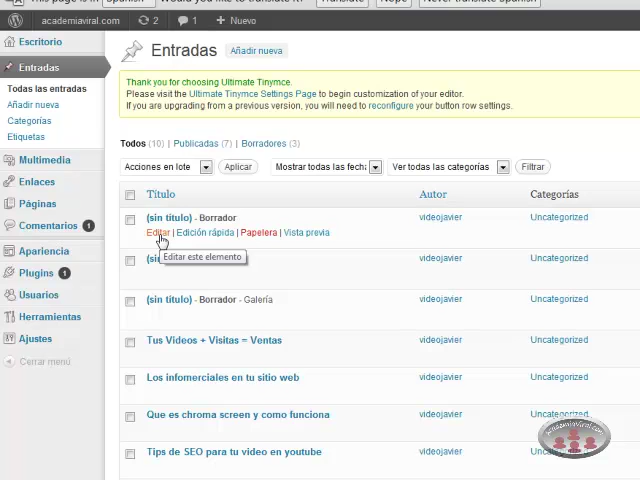 This page is in Spanish Would you like to translate it? Translate Nope Never translate Spanish
academiaviral.com 2 1 + Nuevo
Escritorio
Entradas
Todas las entradas
Añadir nueva
Categorías
Etiquetas
Multimedia
Enlaces
Páginas
Comentarios 1
Apariencia
Plugins 1
Usuarios
Herramientas
Ajustes
Cerrar menú
Entradas Añadir nueva
Thank you for choosing Ultimate Tinymce.
Please visit the Ultimate Tinymce Settings Page to begin customization of your editor.
If you are upgrading from a previous version, you will need to reconfigure your button row settings.
Todos (10) | Publicadas (7) | Borradores (3)
Acciones en lote Aplicar Mostrar todas las fecha Ver todas las categorías Filtrar
Título Autor Categorías
(sin título) - Borrador videojavier Uncategorized
Editar | Edición rápida | Papelera | Vista previa
Editar este elemento
(si videojavier Uncategorized
(sin título) - Borrador - Galería videojavier Uncategorized
Tus Videos + Visitas = Ventas videojavier Uncategorized
Los infomerciales en tu sitio web videojavier Uncategorized
Que es chroma screen y como funciona videojavier Uncategorized
Tips de SEO para tu video en youtube videojavier
academiaviral.com